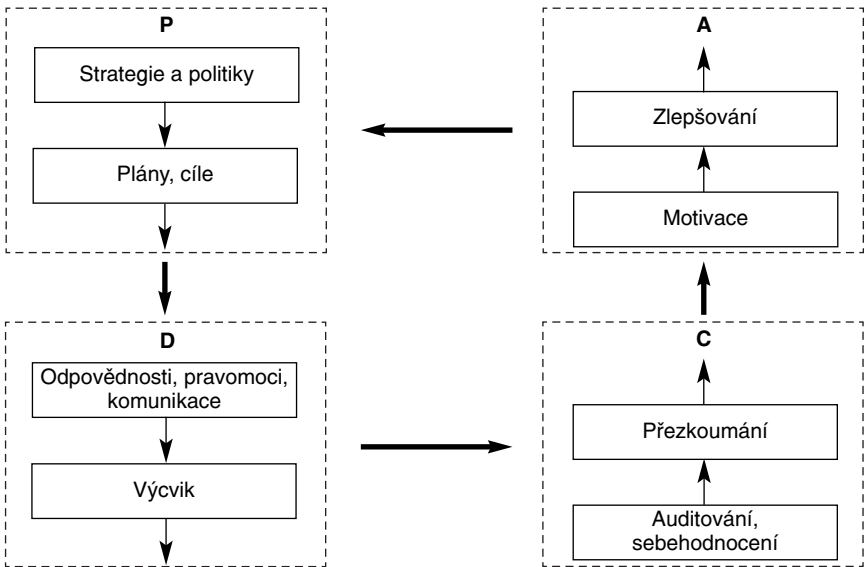 P
Strategie a politiky
Plány, cíle
A
Zlepšování
Motivace
D
Odpovědnosti, pravomoci,
komunikace
Výcvik
C
Přezkoumání
Auditování,
sebehodnocení